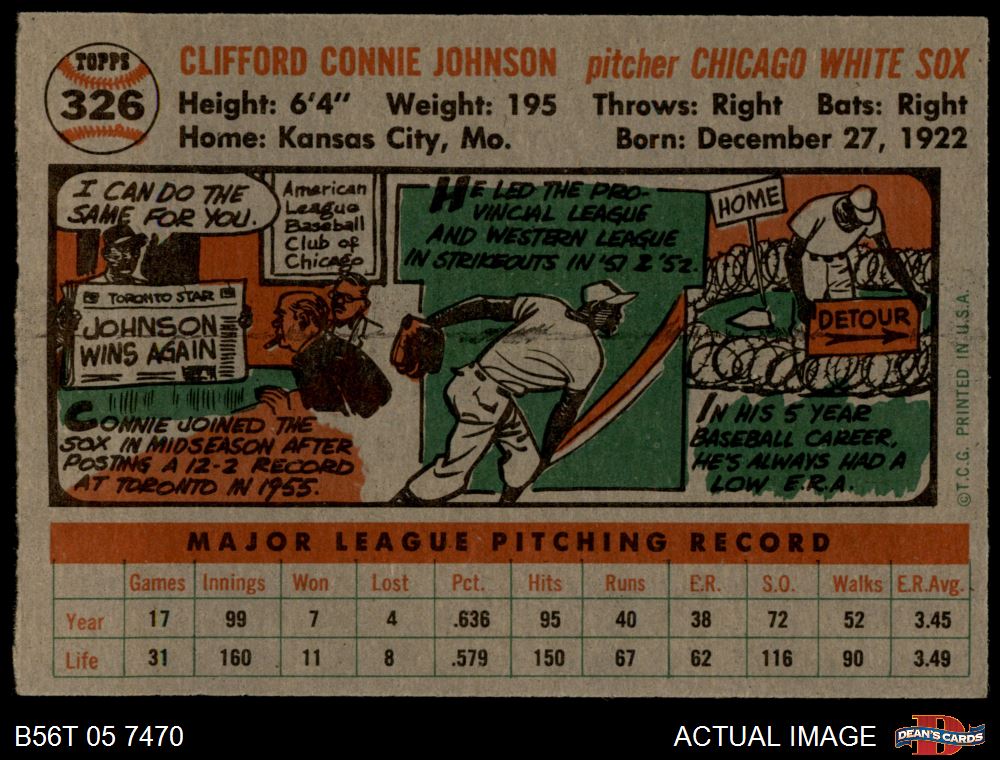 TOPPS
326
CLIFFORD CONNIE JOHNSON pitcher CHICAGO WHITE SOX
Height: 6'4" Weight: 195 Throws: Right Bats: Right
Home: Kansas City, Mo. Born: December 27, 1922
I CAN DO THE
SAME FOR YOU.
American
League
Baseball
Club of
Chicago
TORONTO STAR
JOHNSON
WINS AGAIN
CONNIE JOINED THE
SOX IN MIDSEASON AFTER
POSTING A 12-2 RECORD
AT TORONTO IN 1955.
HE LED THE PRO-
VINCIAL LEAGUE
AND WESTERN LEAGUE
IN STRIKEOUTS IN '51 & '52.
HOME
DETOUR
IN HIS 5 YEAR
BASEBALL CAREER,
HE'S ALWAYS HAD A
LOW E.R.A.
©T.C.G. PRINTED IN U.S.A.
MAJOR LEAGUE PITCHING RECORD
Games Innings Won Lost Pct. Hits Runs E.R. S.O. Walks E.R.Avg.
Year 17 99 7 4 .636 95 40 38 72 52 3.45
Life 31 160 11 8 .579 150 67 62 116 90 3.49
B56T 05 7470 ACTUAL IMAGE
DEAN'S CARDS